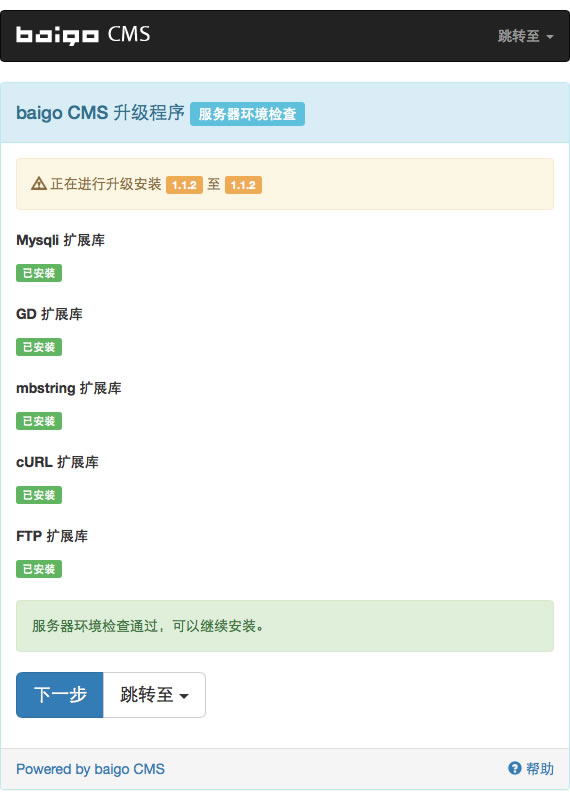 baigo CMS 跳转至
baigo CMS 升级程序 服务器环境检查
正在进行升级安装 1.1.2 至 1.1.2
Mysqli 扩展库
已安装
GD 扩展库
已安装
mbstring 扩展库
已安装
cURL 扩展库
已安装
FTP 扩展库
已安装
服务器环境检查通过，可以继续安装。
下一步 跳转至
Powered by baigo CMS 帮助